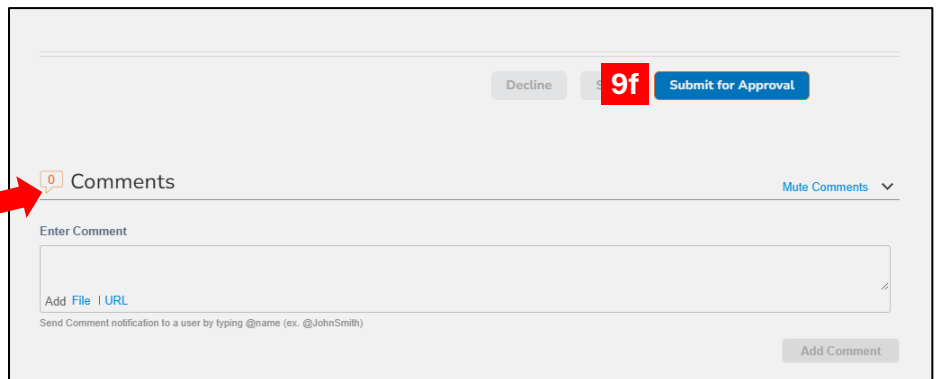 Decline
9f
Submit for Approval
0 Comments
Mute Comments
Enter Comment
Add File | URL
Send Comment notification to a user by typing @name (ex. @JohnSmith)
Add Comment